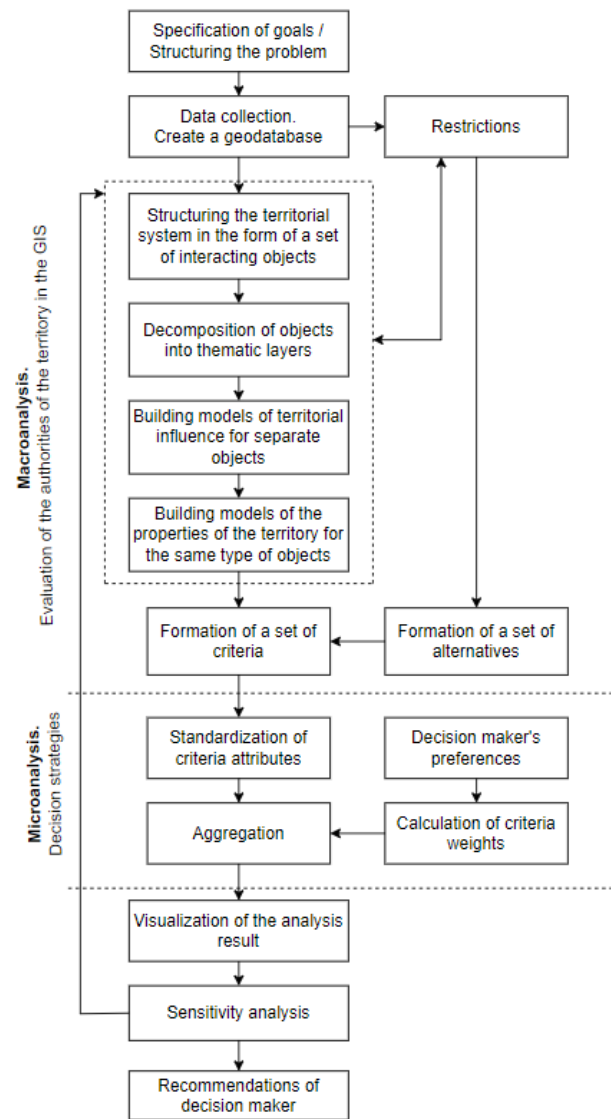 Specification of goals /
Structuring the problem
Data collection.
Create a geodatabase
Restrictions
Structuring the territorial
system in the form of a set
of interacting objects
Decomposition of objects
into thematic layers
Building models of territorial
influence for separate
objects
Building models of the
properties of the territory for
the same type of objects
Macroanalysis.
Evaluation of the authorities of the territory in the GIS
Formation of a set of
criteria
Formation of a set of
alternatives
Microanalysis.
Decision strategies
Standardization of
criteria attributes
Decision maker's
preferences
Aggregation
Calculation of criteria
weights
Visualization of the analysis
result
Sensitivity analysis
Recommendations of
decision maker